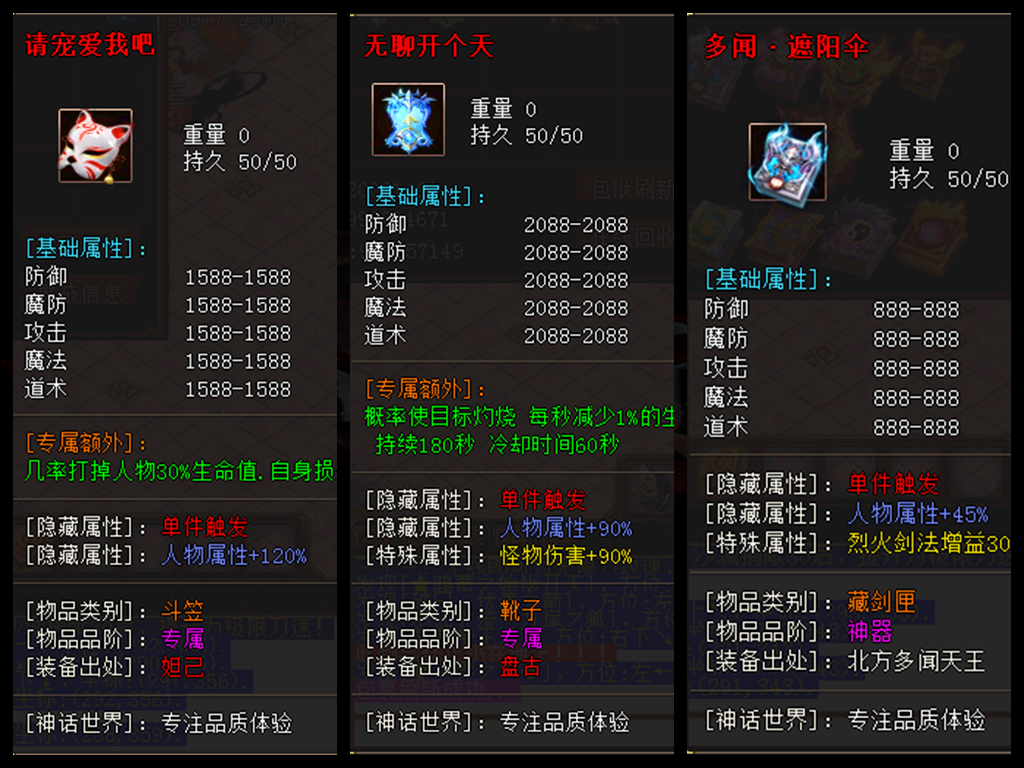 请宠爱我吧
重量 0
持久 50/50
[基础属性]:
防御 1588-1588
魔防 1588-1588
攻击 1588-1588
魔法 1588-1588
道术 1588-1588
[专属额外]:
几率打掉人物30%生命值.自身损
[隐藏属性]: 单件触发
[隐藏属性]: 人物属性+120%
[物品类别]: 斗笠
[物品品阶]: 专属
[装备出处]: 妲己
[神话世界]: 专注品质体验
无聊开个天
重量 0
持久 50/50
[基础属性]:
防御 2088-2088
魔防 2088-2088
攻击 2088-2088
魔法 2088-2088
道术 2088-2088
[专属额外]:
概率使目标灼烧 每秒减少1%的生
持续180秒 冷却时间60秒
[隐藏属性]: 单件触发
[隐藏属性]: 人物属性+90%
[特殊属性]: 怪物伤害+90%
[物品类别]: 靴子
[物品品阶]: 专属
[装备出处]: 盘古
[神话世界]: 专注品质体验
多闻·遮阳伞
重量 0
持久 50/50
[基础属性]:
防御 888-888
魔防 888-888
攻击 888-888
魔法 888-888
道术 888-888
[隐藏属性]: 单件触发
[隐藏属性]: 人物属性+45%
[特殊属性]: 烈火剑法增益30
[物品类别]: 藏剑匣
[物品品阶]: 神器
[装备出处]: 北方多闻天王
[神话世界]: 专注品质体验